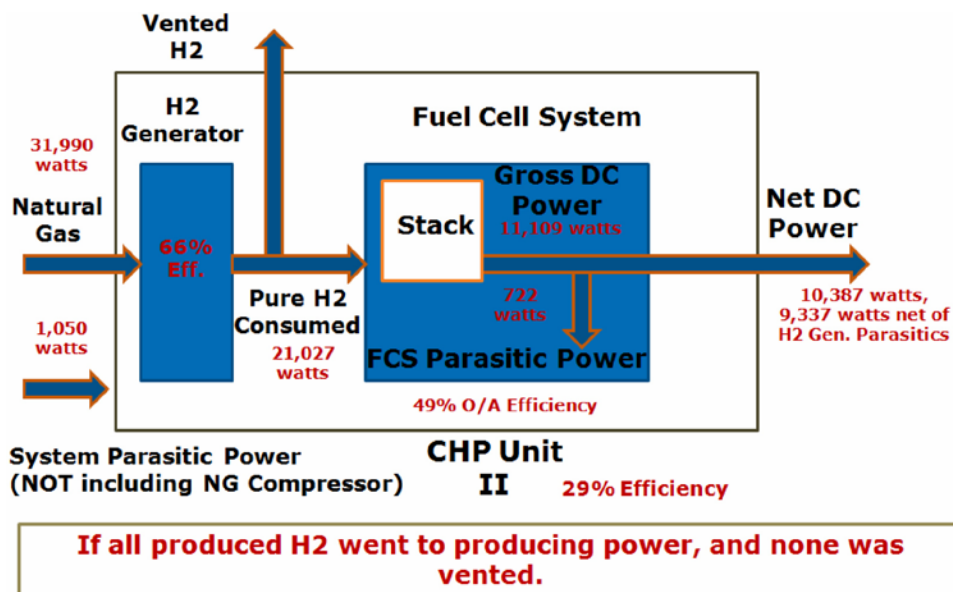 Vented
H2
H2
Generator
Fuel Cell System
31,990
watts
Natural
Gas
66%
Eff.
Stack
Gross DC
Power
11,109 watts
Net DC
Power
1,050
watts
Pure H2
Consumed
21,027
watts
722
watts
FCS Parasitic Power
10,387 watts,
9,337 watts net of
H2 Gen. Parasitics
49% O/A Efficiency
System Parasitic Power
(NOT including NG Compressor)
CHP Unit
II
29% Efficiency
If all produced H2 went to producing power, and none was
vented.